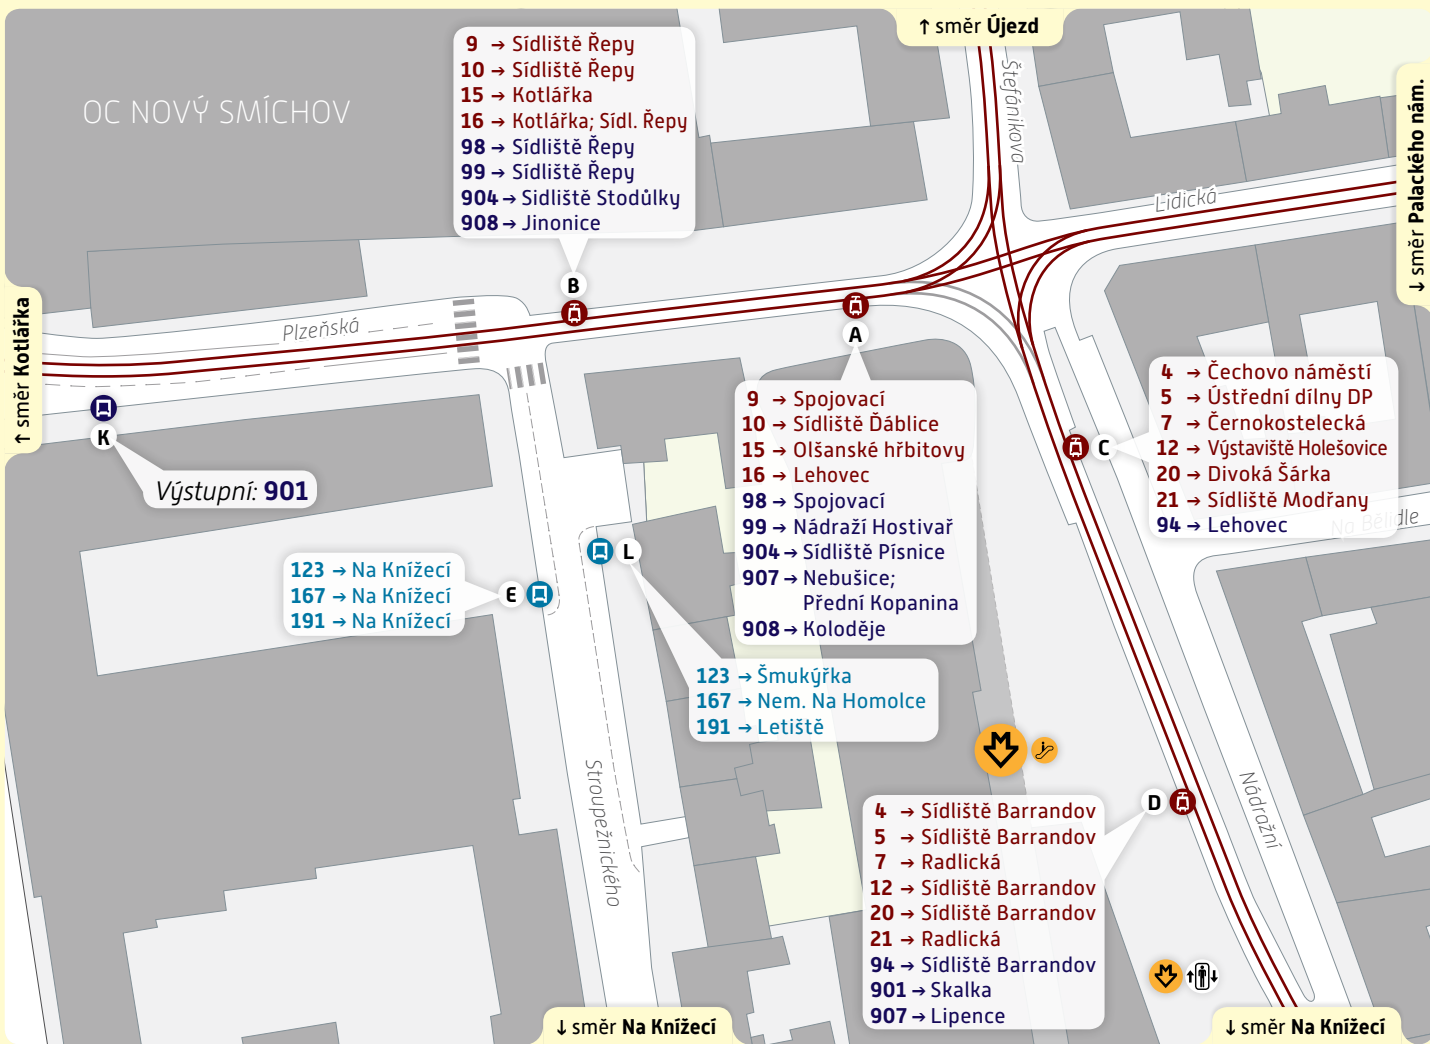 ↑ směr Újezd
9 → Sídliště Řepy
10 → Sídliště Řepy
15 → Kotlářka
16 → Kotlářka; Sídl. Řepy
98 → Sídliště Řepy
99 → Sídliště Řepy
904 → Sidliště Stodůlky
908 → Jinonice
OC NOVÝ SMÍCHOV
Štefánikova
Lidická
↓ směr Palackého nám.
B
A
Plzeňská
↑ směr Kotlářka
K
Výstupní: 901
9 → Spojovací
10 → Sídliště Ďáblice
15 → Olšanské hřbitovy
16 → Lehovec
98 → Spojovací
99 → Nádraží Hostivař
904 → Sídliště Písnice
907 → Nebušice;
Přední Kopanina
908 → Koloděje
C
4 → Čechovo náměstí
5 → Ústřední dílny DP
7 → Černokostelecká
12 → Výstaviště Holešovice
20 → Divoká Šárka
21 → Sídliště Modřany
94 → Lehovec
Na Bělidle
E
123 → Na Knížecí
167 → Na Knížecí
191 → Na Knížecí
L
123 → Šmukýřka
167 → Nem. Na Homolce
191 → Letiště
Stroupežnického
M
Nádražní
D
4 → Sídliště Barrandov
5 → Sídliště Barrandov
7 → Radlická
12 → Sídliště Barrandov
20 → Sídliště Barrandov
21 → Radlická
94 → Sídliště Barrandov
901 → Skalka
907 → Lipence
M
↓ směr Na Knížecí
↓ směr Na Knížecí